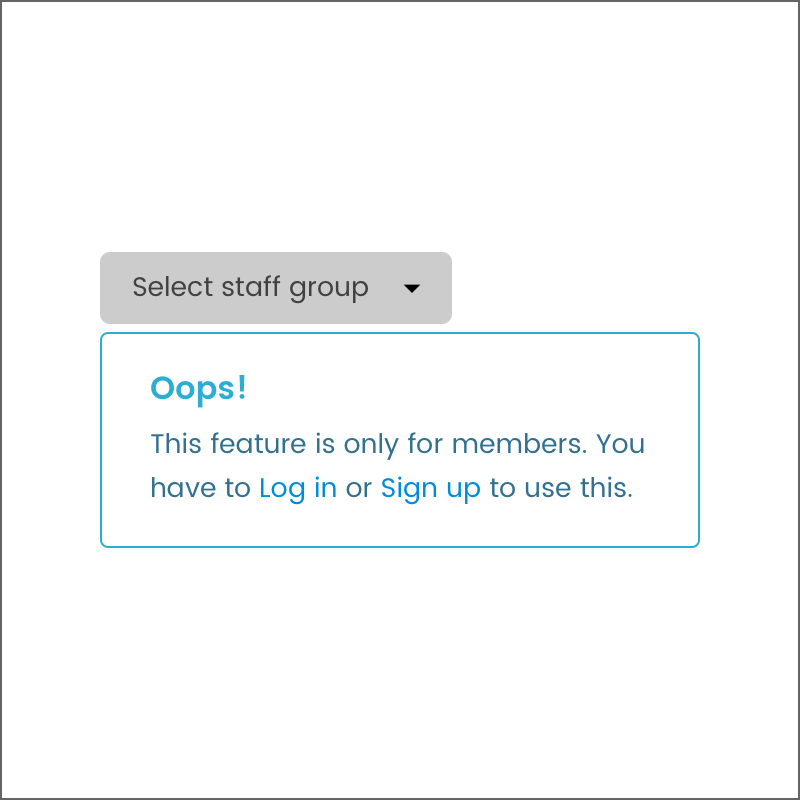 Select staff group
Oops!
This feature is only for members. You
have to Log in or Sign up to use this.